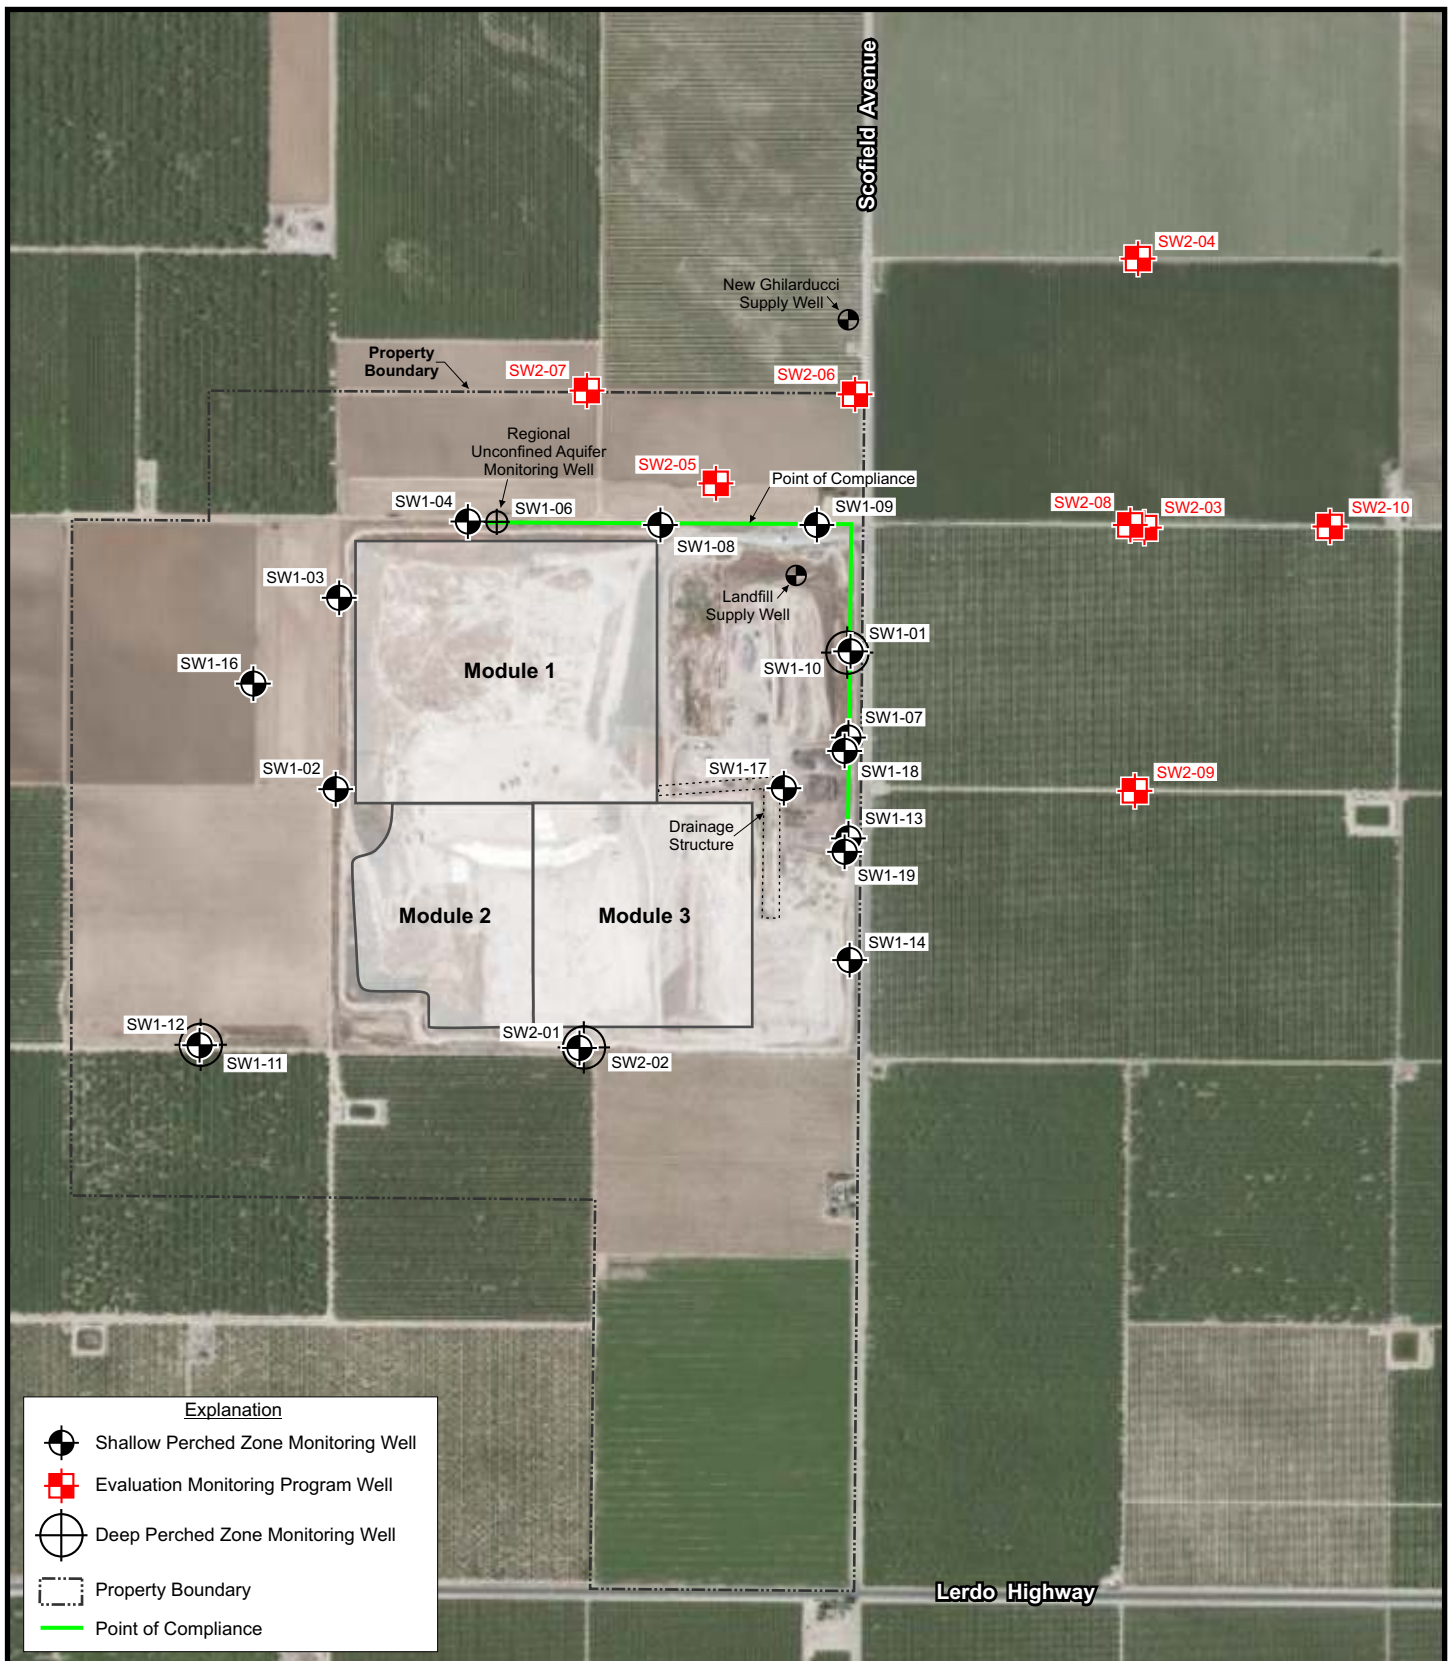 Scofield Avenue
SW2-04
New Ghilarducci
Supply Well
Property
Boundary
SW2-07
SW2-06
Regional
Unconfined Aquifer
Monitoring Well
SW2-05
Point of Compliance
SW1-04
SW1-06
SW1-09
SW2-08
SW2-03
SW2-10
SW1-08
SW1-03
Landfill
Supply Well
SW1-01
SW1-16
Module 1
SW1-10
SW1-07
SW1-02
SW1-17
SW1-18
SW2-09
SW1-13
Drainage
Structure
SW1-19
Module 2
Module 3
SW1-14
SW1-12
SW2-01
SW1-11
SW2-02
Explanation
Shallow Perched Zone Monitoring Well
Evaluation Monitoring Program Well
Deep Perched Zone Monitoring Well
Property Boundary
Point of Compliance
Lerdo Highway